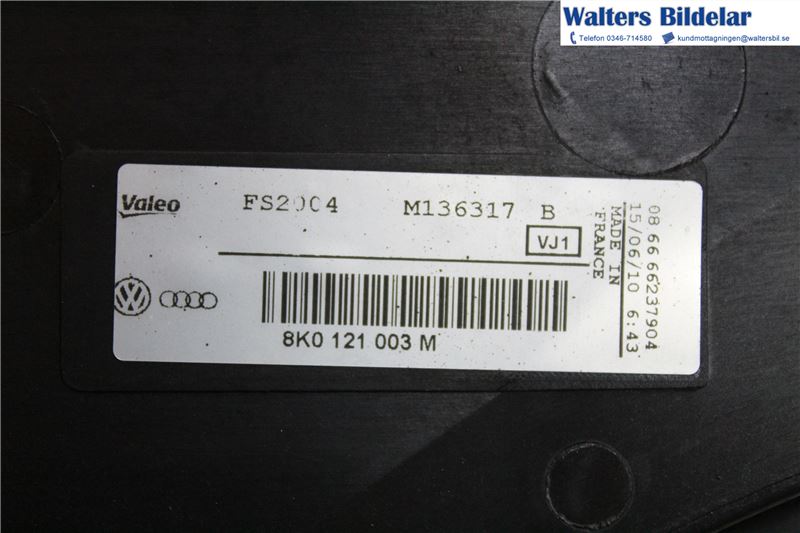 Walters Bildelar
Telefon 0346-714580 kundmottagningen@waltersbil.se
Valeo FS2004 M136317 B
VJ1
MADE IN
FRANCE
08 66 66237904
15/06/10 6:43
8K0 121 003 M